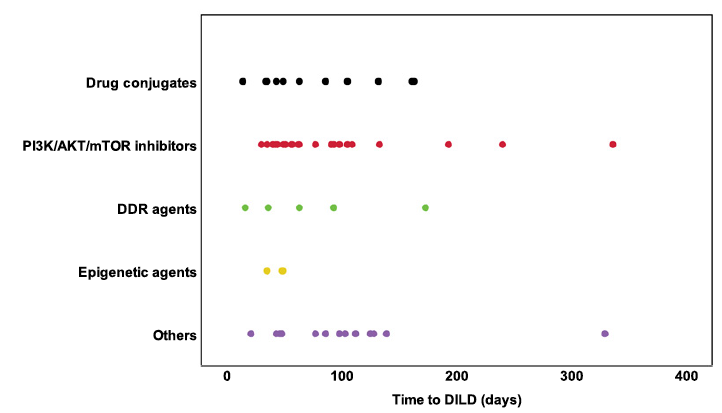 Drug conjugates
PI3K/AKT/mTOR inhibitors
DDR agents
Epigenetic agents
Others
0 100 200 300 400
Time to DILD (days)